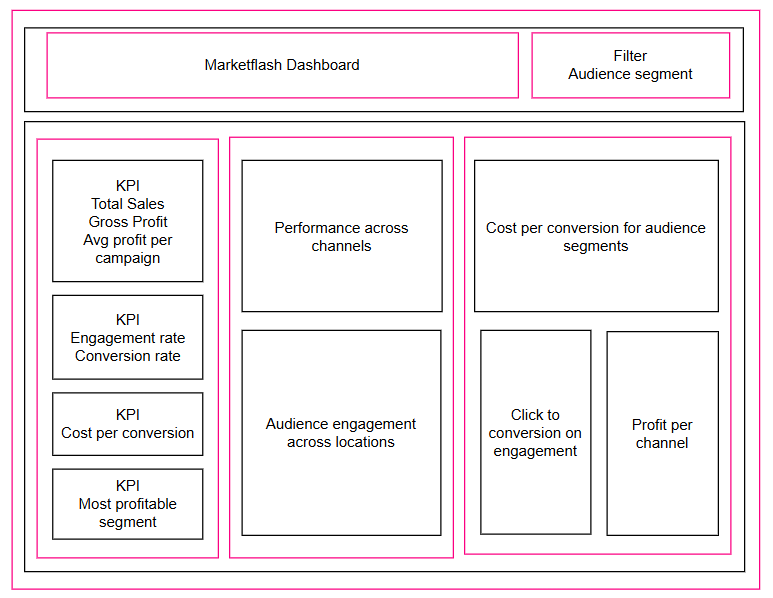 Marketflash Dashboard
Filter
Audience segment
KPI
Total Sales
Gross Profit
Avg profit per
campaign
KPI
Engagement rate
Conversion rate
KPI
Cost per conversion
KPI
Most profitable
segment
Performance across
channels
Audience engagement
across locations
Cost per conversion for audience
segments
Click to
conversion on
engagement
Profit per
channel